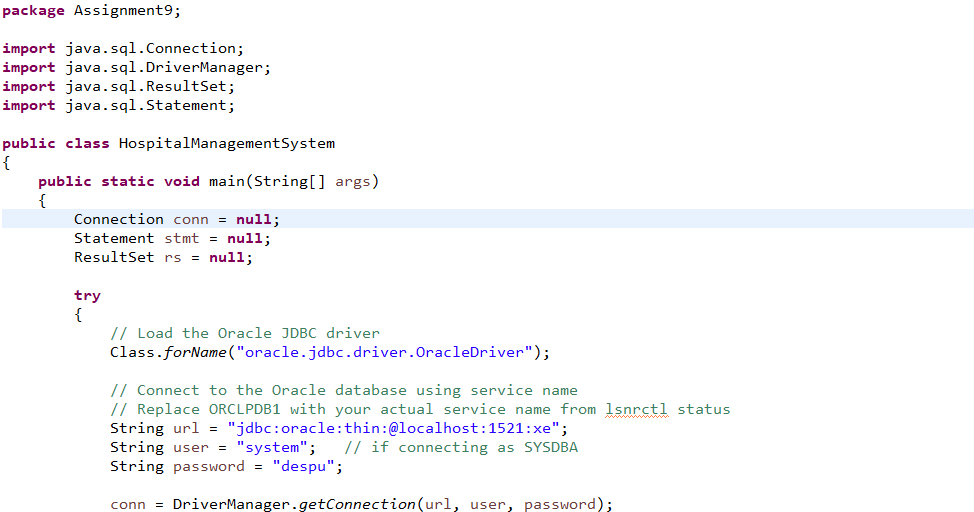 package Assignment9;
import java.sql.Connection;
import java.sql.DriverManager;
import java.sql.ResultSet;
import java.sql.Statement;
public class HospitalManagementSystem
{
    public static void main(String[] args)
    {
        Connection conn = null;
        Statement stmt = null;
        ResultSet rs = null;
        try
        {
            // Load the Oracle JDBC driver
            Class.forName("oracle.jdbc.driver.OracleDriver");
            // Connect to the Oracle database using service name
            // Replace ORCLPDB1 with your actual service name from lsnrctl status
            String url = "jdbc:oracle:thin:@localhost:1521:xe";
            String user = "system";   // if connecting as SYSDBA
            String password = "despu";
            conn = DriverManager.getConnection(url, user, password);